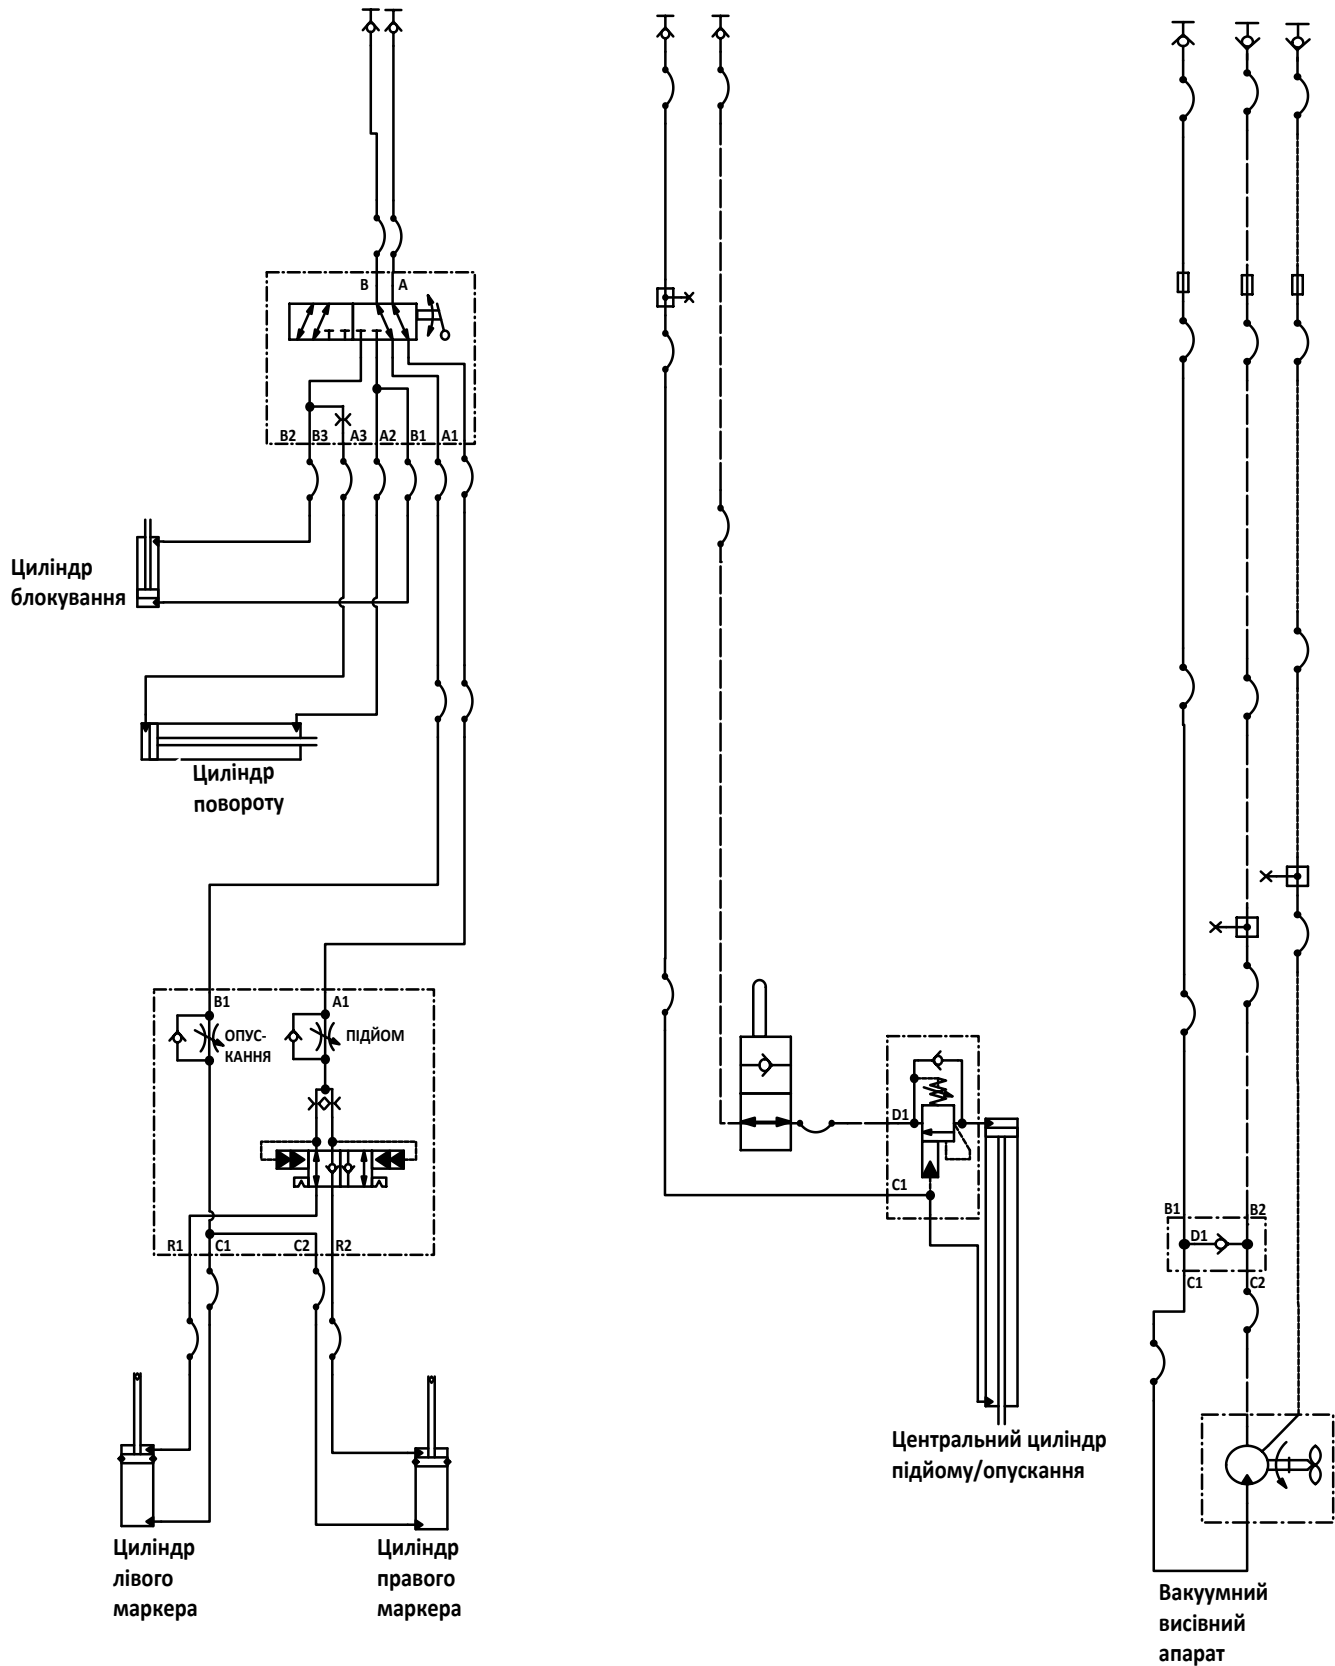 B A
B2 B3 A3 A2 B1 A1
Циліндр
блокування
Циліндр
повороту
B1 A1
ОПУС-
КАННЯ
ПІДЙОМ
R1 C1 C2 R2
Циліндр
лівого
маркера
Циліндр
правого
маркера
D1
C1
Центральний циліндр
підйому/опускання
B1 B2
D1
C1 C2
Вакуумний
висівний
апарат